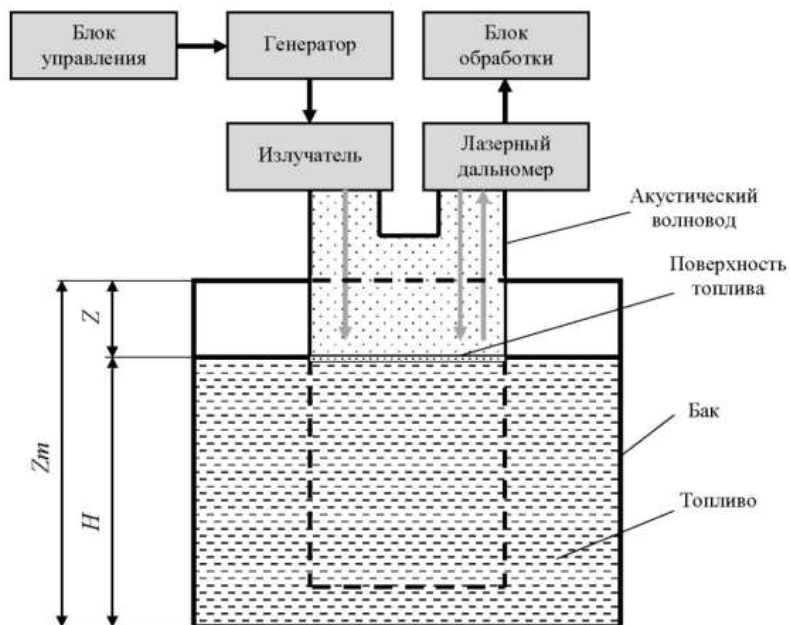 Блок
управления
Генератор
Блок
обработки
Излучатель
Лазерный
дальномер
Акустический
волновод
Поверхность
топлива
Z
Бак
Zm
H
Топливо